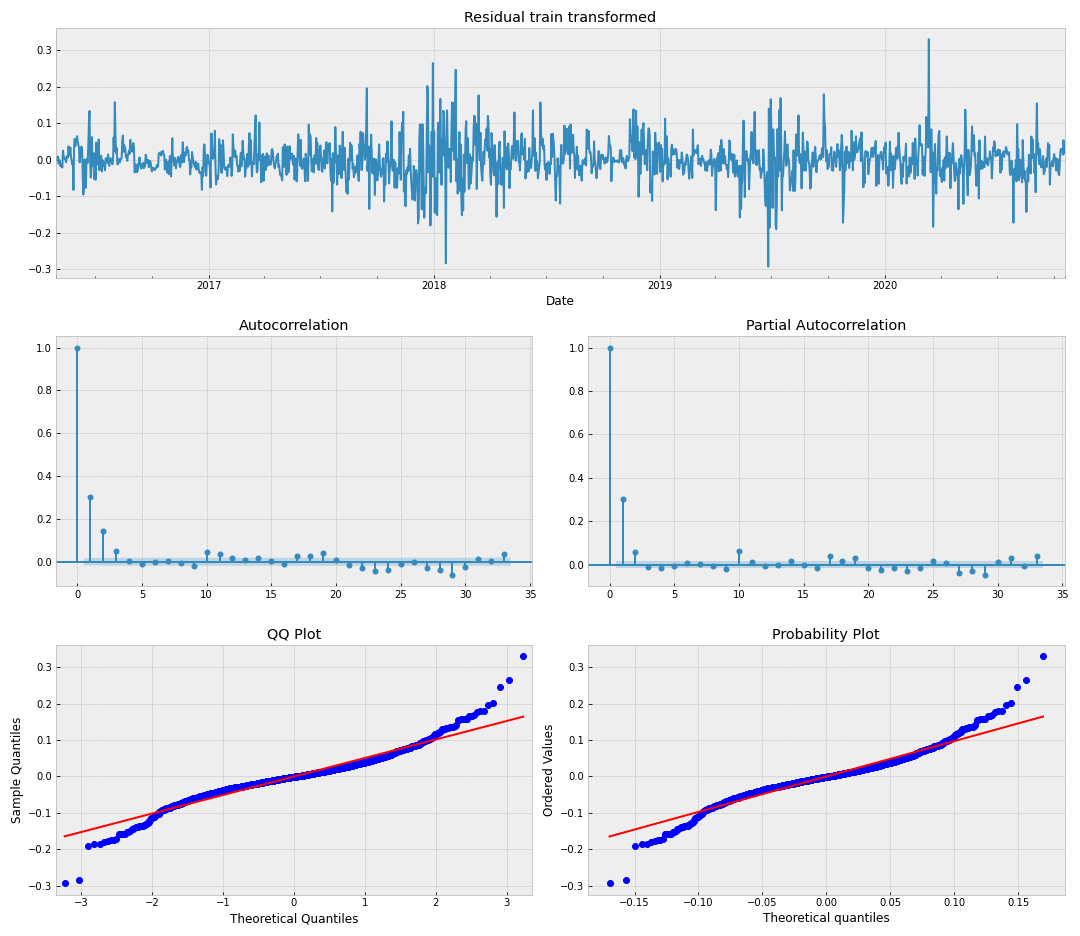 Residual train transformed
0.3
0.2
0.1
0.0
−0.1
−0.2
−0.3
2017 2018 2019 2020
Date
Autocorrelation
1.0
0.8
0.6
0.4
0.2
0.0
0 5 10 15 20 25 30 35
Partial Autocorrelation
1.0
0.8
0.6
0.4
0.2
0.0
0 5 10 15 20 25 30 35
QQ Plot
Sample Quantiles
0.3
0.2
0.1
0.0
−0.1
−0.2
−0.3
−3 −2 −1 0 1 2 3
Theoretical Quantiles
Probability Plot
Ordered Values
0.3
0.2
0.1
0.0
−0.1
−0.2
−0.3
−0.15 −0.10 −0.05 0.00 0.05 0.10 0.15
Theoretical quantiles